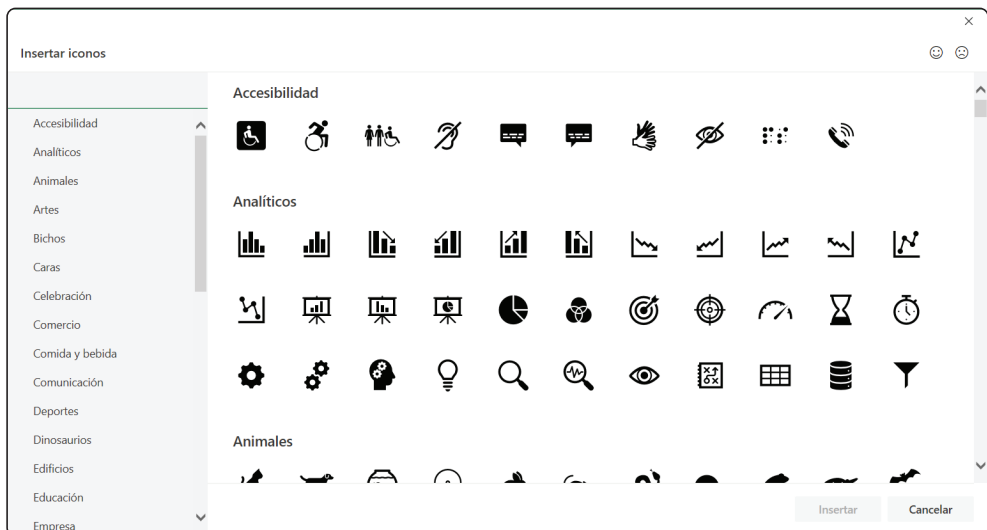 Insertar iconos
Accesibilidad
Analíticos
Animales
Artes
Bichos
Caras
Celebración
Comercio
Comida y bebida
Comunicación
Deportes
Dinosaurios
Edificios
Educación
Empresa
Accesibilidad
Analíticos
Animales
Insertar Cancelar